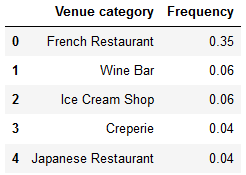 Venue category Frequency
0 French Restaurant 0.35
1 Wine Bar 0.06
2 Ice Cream Shop 0.06
3 Creperie 0.04
4 Japanese Restaurant 0.04